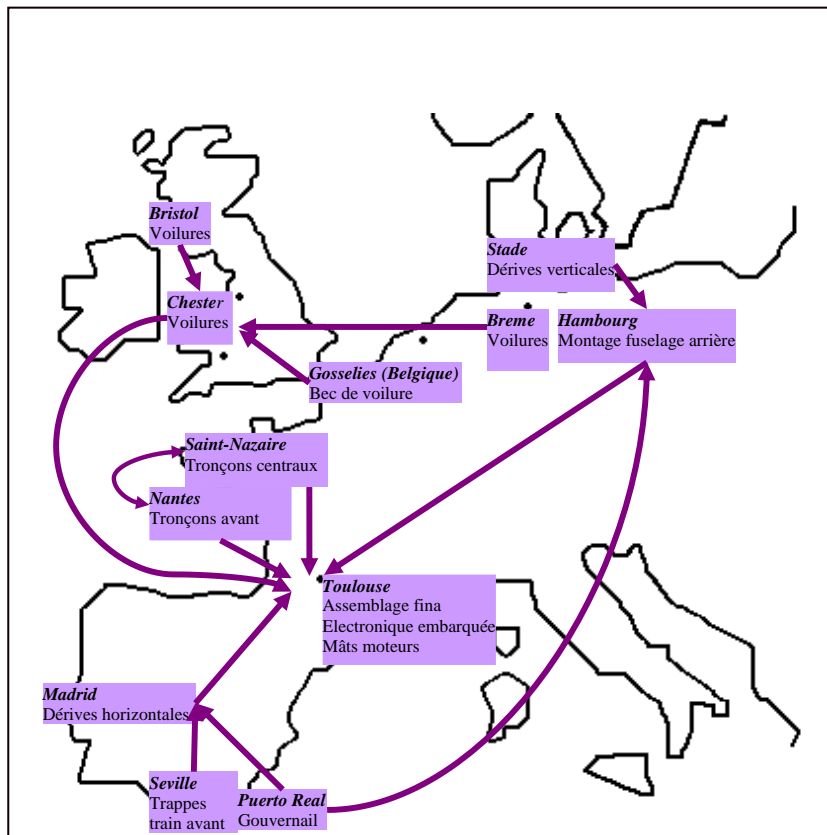 Bristol
Voilures
Stade
Dérives verticales
Chester
Voilures
Breme
Voilures
Hambourg
Montage fuselage arrière
Gosselies (Belgique)
Bec de voilure
Saint-Nazaire
Tronçons centraux
Nantes
Tronçons avant
Toulouse
Assemblage fina
Electronique embarquée
Mâts moteurs
Madrid
Dérives horizontales
Seville
Trappes
train avant
Puerto Real
Gouvernail